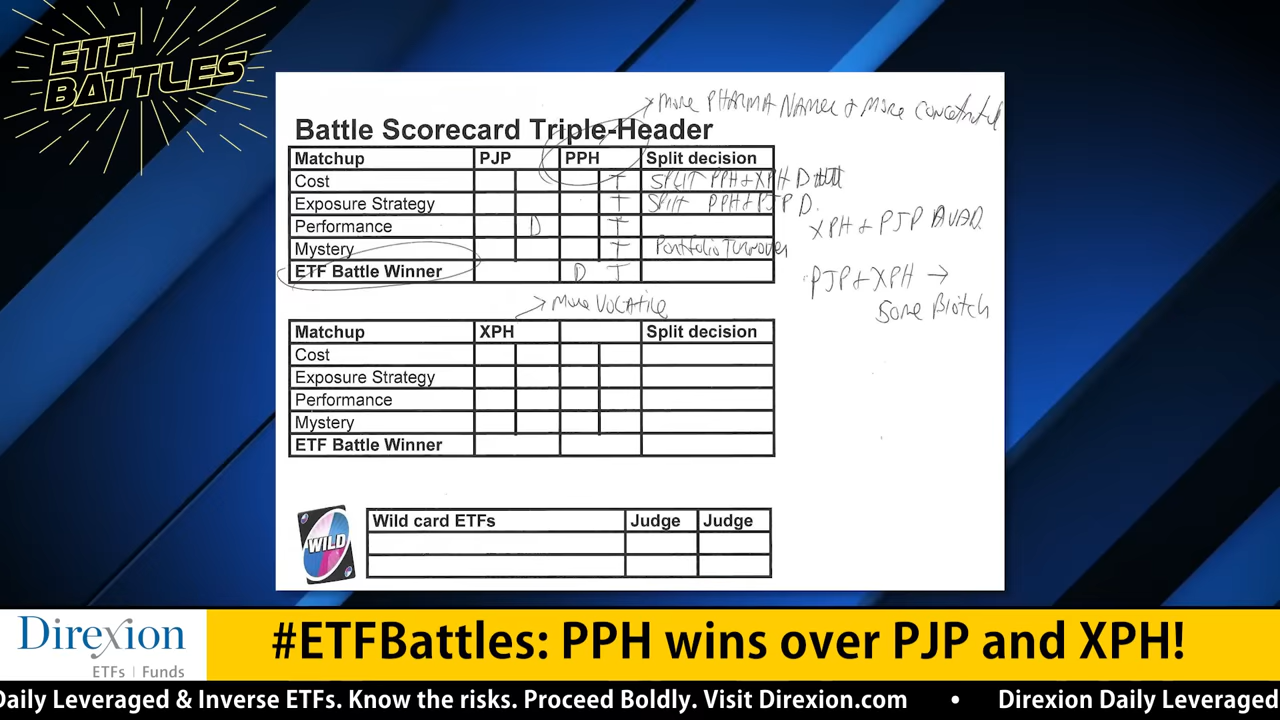 ETF
BATTLES
More PHARMA Names & More concentrated
Battle Scorecard Triple-Header
Matchup PJP PPH Split decision
Cost T SPLIT PPH & XPH D
Exposure Strategy T Split PPH & PJP D.
Performance D T XPH & PJP
Mystery T Portfolio Turnover
ETF Battle Winner D T PJP & XPH →
Some Biotch
More VOLATILE
Matchup XPH Split decision
Cost
Exposure Strategy
Performance
Mystery
ETF Battle Winner
WILD
Wild card ETFs Judge Judge
Direxion
ETFs | Funds
#ETFBattles: PPH wins over PJP and XPH!
Daily Leveraged & Inverse ETFs. Know the risks. Proceed Boldly. Visit Direxion.com • Direxion Daily Leveraged